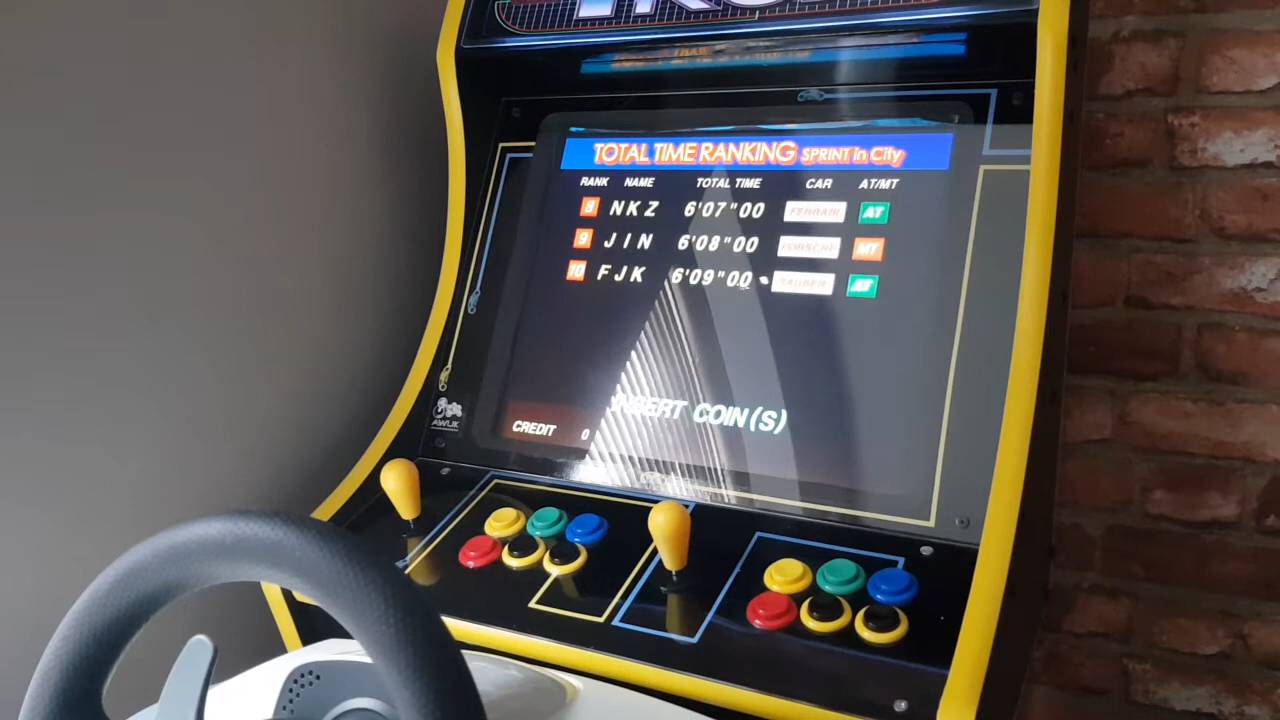 TOTAL TIME RANKING SPRINT in City
RANK NAME TOTAL TIME CAR AT/MT
8 NKZ 6'07"00 FERRARI AT
9 JIN 6'08"00 PORSCHE MT
10 FJK 6'09"00 AT
INSERT COIN(S)
CREDIT 0
AWUK